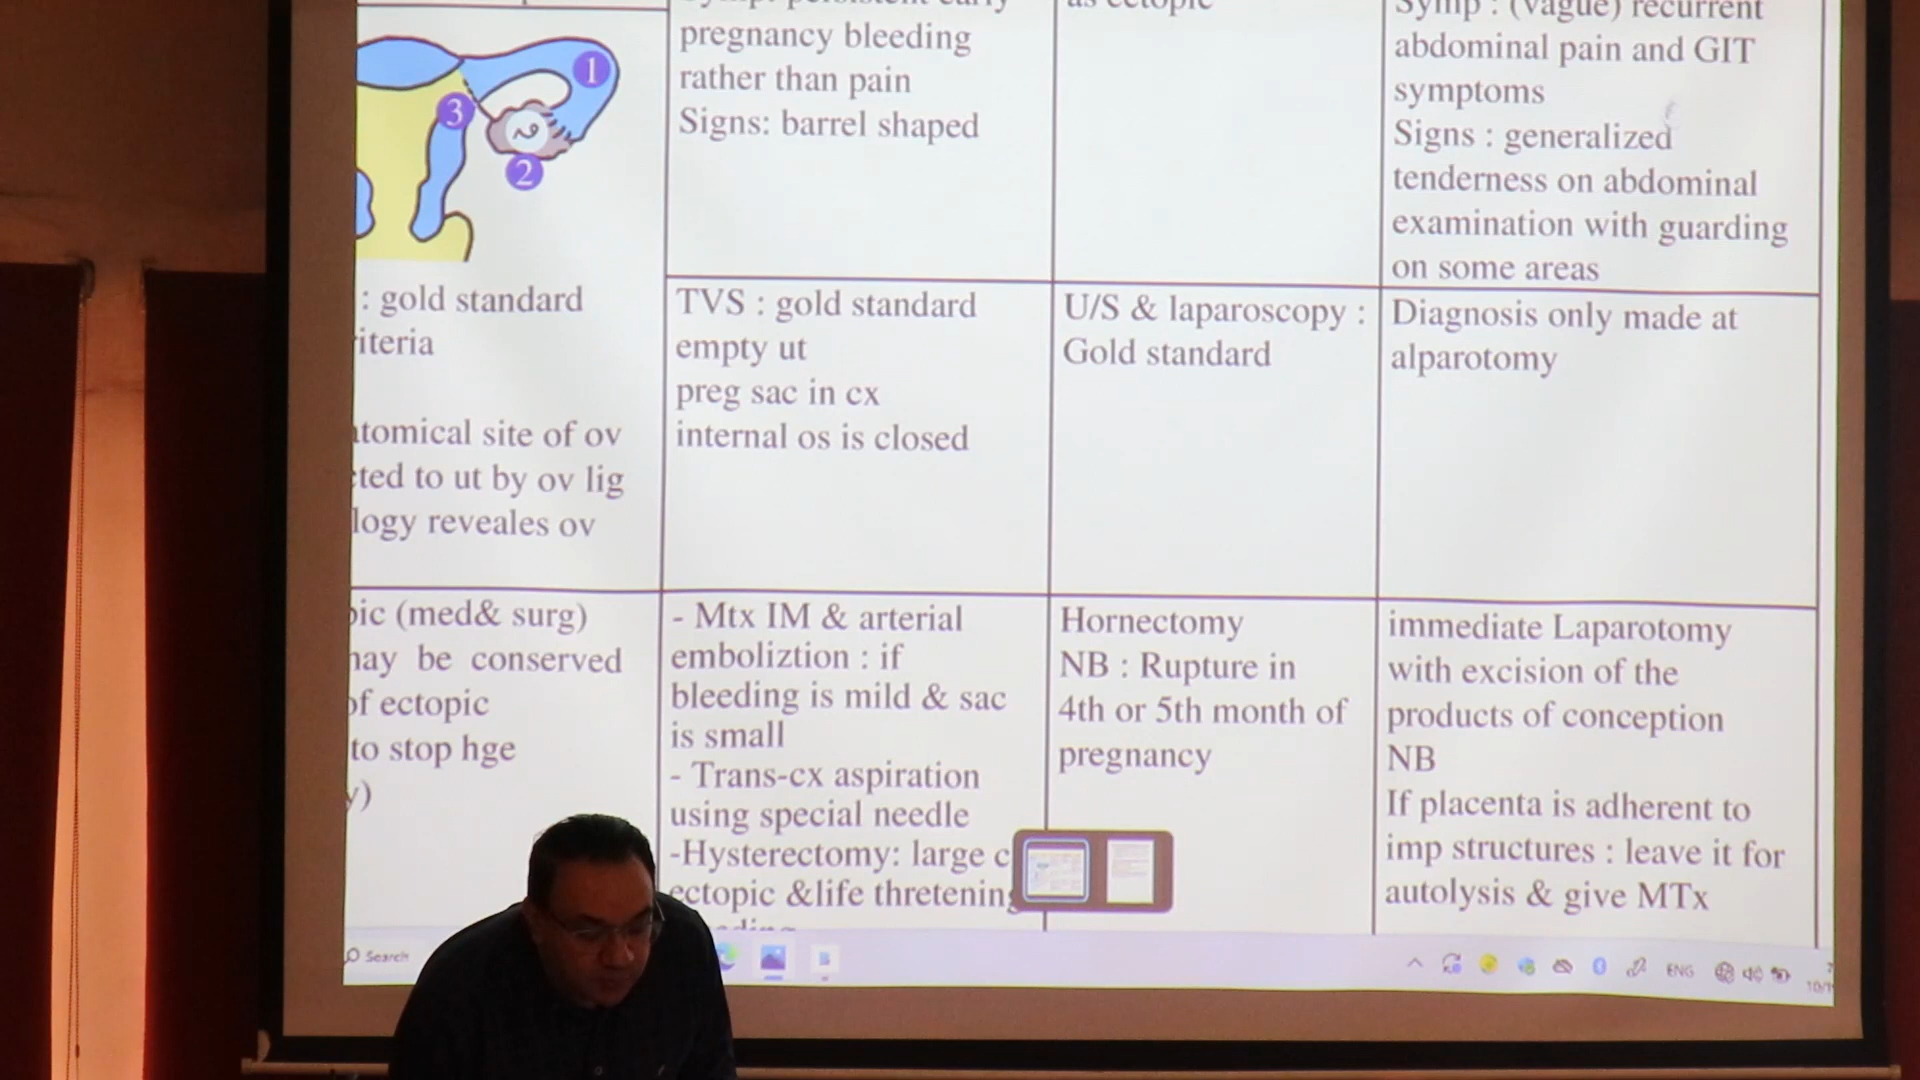 1
3
2
: gold standard
iteria
tomical site of ov
ted to ut by ov lig
logy reveales ov
pic (med& surg)
may be conserved
of ectopic
to stop hge
y)
pregnancy bleeding
rather than pain
Signs: barrel shaped
TVS : gold standard
empty ut
preg sac in cx
internal os is closed
- Mtx IM & arterial
emboliztion : if
bleeding is mild & sac
is small
- Trans-cx aspiration
using special needle
-Hysterectomy: large c
ectopic &life thretening
as ectopic
U/S & laparoscopy :
Gold standard
Hornectomy
NB : Rupture in
4th or 5th month of
pregnancy
Symp : (vague) recurrent
abdominal pain and GIT
symptoms
Signs : generalized
tenderness on abdominal
examination with guarding
on some areas
Diagnosis only made at
alparotomy
immediate Laparotomy
with excision of the
products of conception
NB
If placenta is adherent to
imp structures : leave it for
autolysis & give MTx
Search
ENG